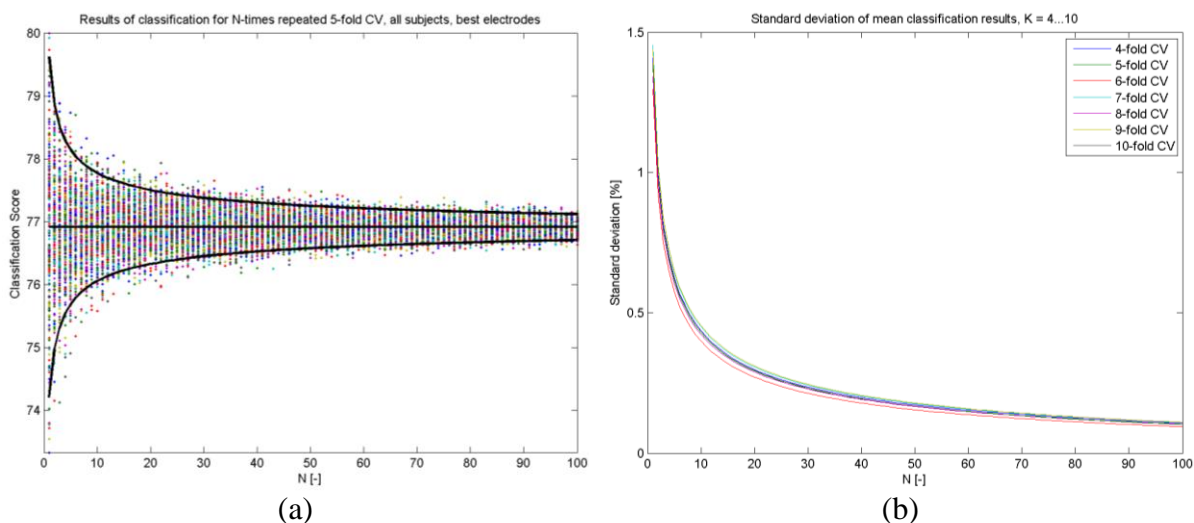 Results of classification for N-times repeated 5-fold CV, all subjects, best electrodes
80
79
78
77
76
75
74
Classification Score
0 10 20 30 40 50 60 70 80 90 100
N [-]
(a)
Standard deviation of mean classification results, K = 4...10
1.5
1
0.5
0
Standard deviation [%]
4-fold CV
5-fold CV
6-fold CV
7-fold CV
8-fold CV
9-fold CV
10-fold CV
0 10 20 30 40 50 60 70 80 90 100
N [-]
(b)